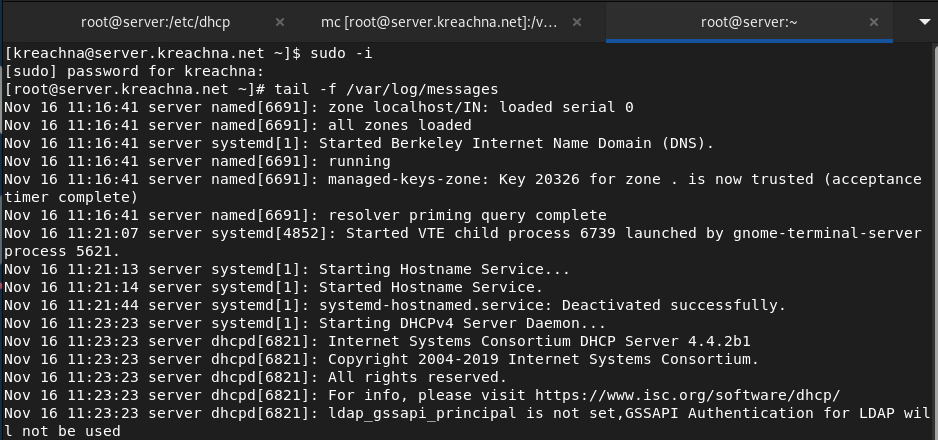 root@server:/etc/dhcp × mc [root@server.kreachna.net]:/v... × root@server:~ ×
[kreachna@server.kreachna.net ~]$ sudo -i
[sudo] password for kreachna:
[root@server.kreachna.net ~]# tail -f /var/log/messages
Nov 16 11:16:41 server named[6691]: zone localhost/IN: loaded serial 0
Nov 16 11:16:41 server named[6691]: all zones loaded
Nov 16 11:16:41 server systemd[1]: Started Berkeley Internet Name Domain (DNS).
Nov 16 11:16:41 server named[6691]: running
Nov 16 11:16:41 server named[6691]: managed-keys-zone: Key 20326 for zone . is now trusted (acceptance
timer complete)
Nov 16 11:16:41 server named[6691]: resolver priming query complete
Nov 16 11:21:07 server systemd[4852]: Started VTE child process 6739 launched by gnome-terminal-server
process 5621.
Nov 16 11:21:13 server systemd[1]: Starting Hostname Service...
Nov 16 11:21:14 server systemd[1]: Started Hostname Service.
Nov 16 11:21:44 server systemd[1]: systemd-hostnamed.service: Deactivated successfully.
Nov 16 11:23:23 server systemd[1]: Starting DHCPv4 Server Daemon...
Nov 16 11:23:23 server dhcpd[6821]: Internet Systems Consortium DHCP Server 4.4.2b1
Nov 16 11:23:23 server dhcpd[6821]: Copyright 2004-2019 Internet Systems Consortium.
Nov 16 11:23:23 server dhcpd[6821]: All rights reserved.
Nov 16 11:23:23 server dhcpd[6821]: For info, please visit https://www.isc.org/software/dhcp/
Nov 16 11:23:23 server dhcpd[6821]: ldap_gssapi_principal is not set,GSSAPI Authentication for LDAP wil
l not be used